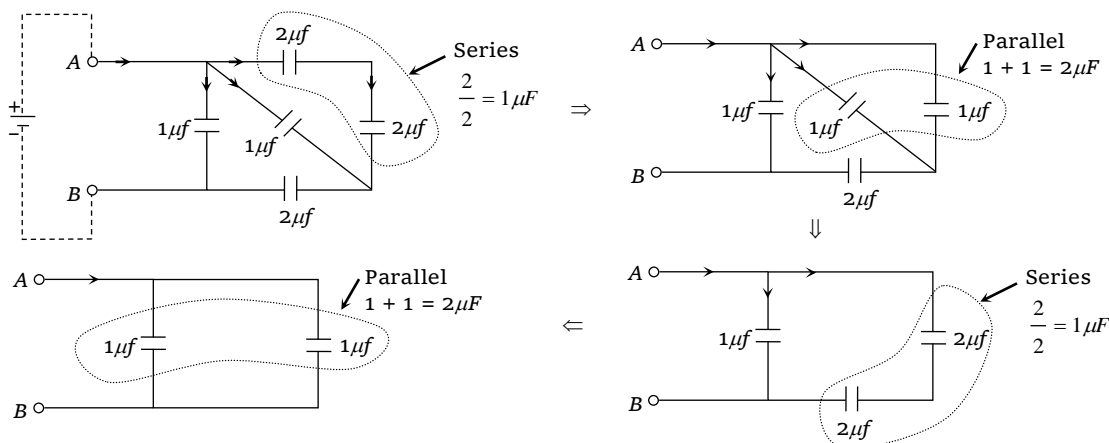 2μf
A
Series
2/2 = 1μF
+
-
1μf
1μf
2μf
B
2μf
⇒
A
Parallel
1 + 1 = 2μF
1μf
1μf
1μf
B
2μf
⇓
A
Parallel
1 + 1 = 2μF
1μf
1μf
B
⇐
A
Series
2/2 = 1μF
1μf
2μf
B
2μf